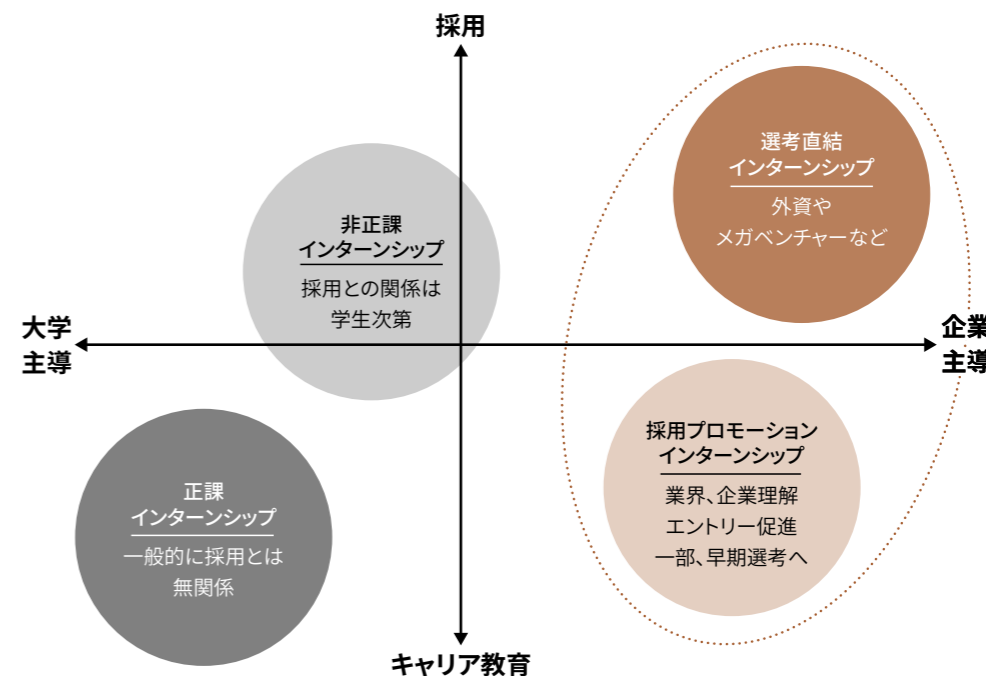 採用
選考直結
インターンシップ
外資や
メガベンチャーなど
非正課
インターンシップ
採用との関係は
学生次第
大学
主導
企業
主導
採用プロモーション
インターンシップ
業界、企業理解
エントリー促進
一部、早期選考へ
正課
インターンシップ
一般的に採用とは
無関係
キャリア教育